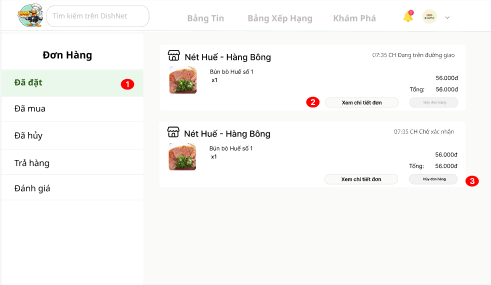 Tìm kiếm trên DishNet
Bảng Tin
Bảng Xếp Hạng
Khám Phá
Đơn Hàng
Đã đặt
1
Đã mua
Đã hủy
Trả hàng
Đánh giá
Nét Huế - Hàng Bông
07:35 CH Đang trên đường giao
Bún bò Huế số 1
x1
56.000đ
Tổng: 56.000đ
2
Xem chi tiết đơn
Hủy đơn hàng
Nét Huế - Hàng Bông
07:35 CH Chờ xác nhận
Bún bò Huế số 1
x1
56.000đ
Tổng: 56.000đ
Xem chi tiết đơn
Hủy đơn hàng
3